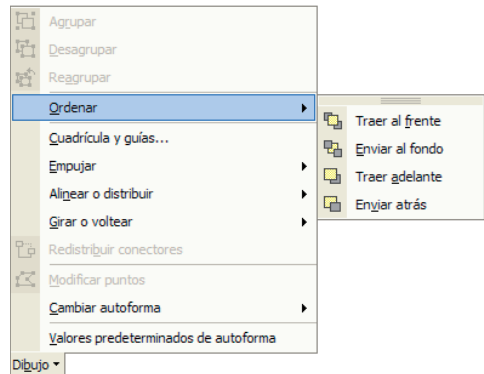 Agrupar
Desagrupar
Reagrupar
Ordenar
Traer al frente
Enviar al fondo
Traer adelante
Enviar atrás
Cuadrícula y guías...
Empujar
Alinear o distribuir
Girar o voltear
Redistribuir conectores
Modificar puntos
Cambiar autoforma
Valores predeterminados de autoforma
Dibujo